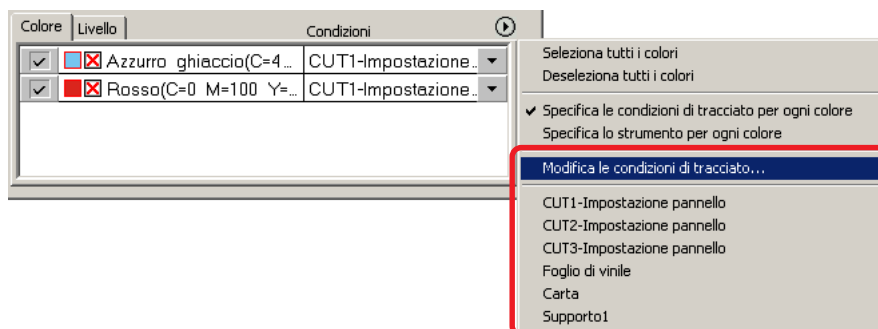 Colore Livello Condizioni
Azzurro ghiaccio(C=4... CUT1-Impostazione..
Rosso(C=0 M=100 Y=... CUT1-Impostazione..
Seleziona tutti i colori
Deseleziona tutti i colori
Specifica le condizioni di tracciato per ogni colore
Specifica lo strumento per ogni colore
Modifica le condizioni di tracciato...
CUT1-Impostazione pannello
CUT2-Impostazione pannello
CUT3-Impostazione pannello
Foglio di vinile
Carta
Supporto1